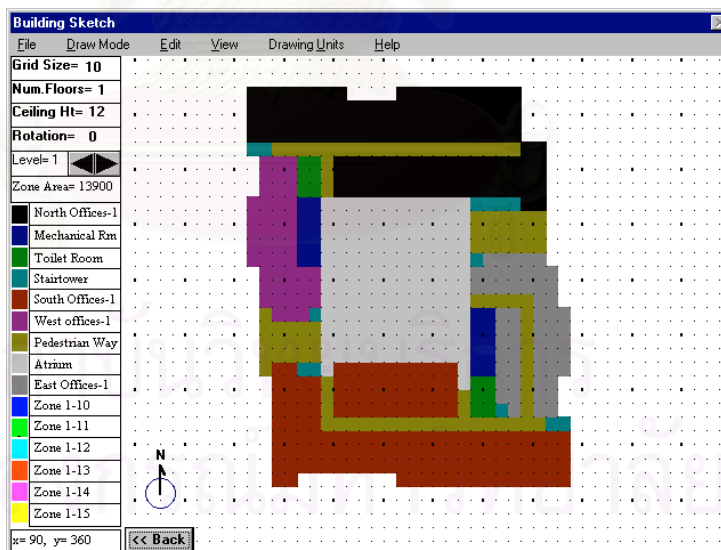 Building Sketch
File Draw Mode Edit View Drawing Units Help
Grid Size= 10
Num.Floors= 1
Ceiling Ht= 12
Rotation= 0
Level= 1
Zone Area= 13900
North Offices-1
Mechanical Rm
Toilet Room
Stairtower
South Offices-1
West offices-1
Pedestrian Way
Atrium
East Offices-1
Zone 1-10
Zone 1-11
Zone 1-12
Zone 1-13
Zone 1-14
Zone 1-15
N
x= 90, y= 360
<< Back